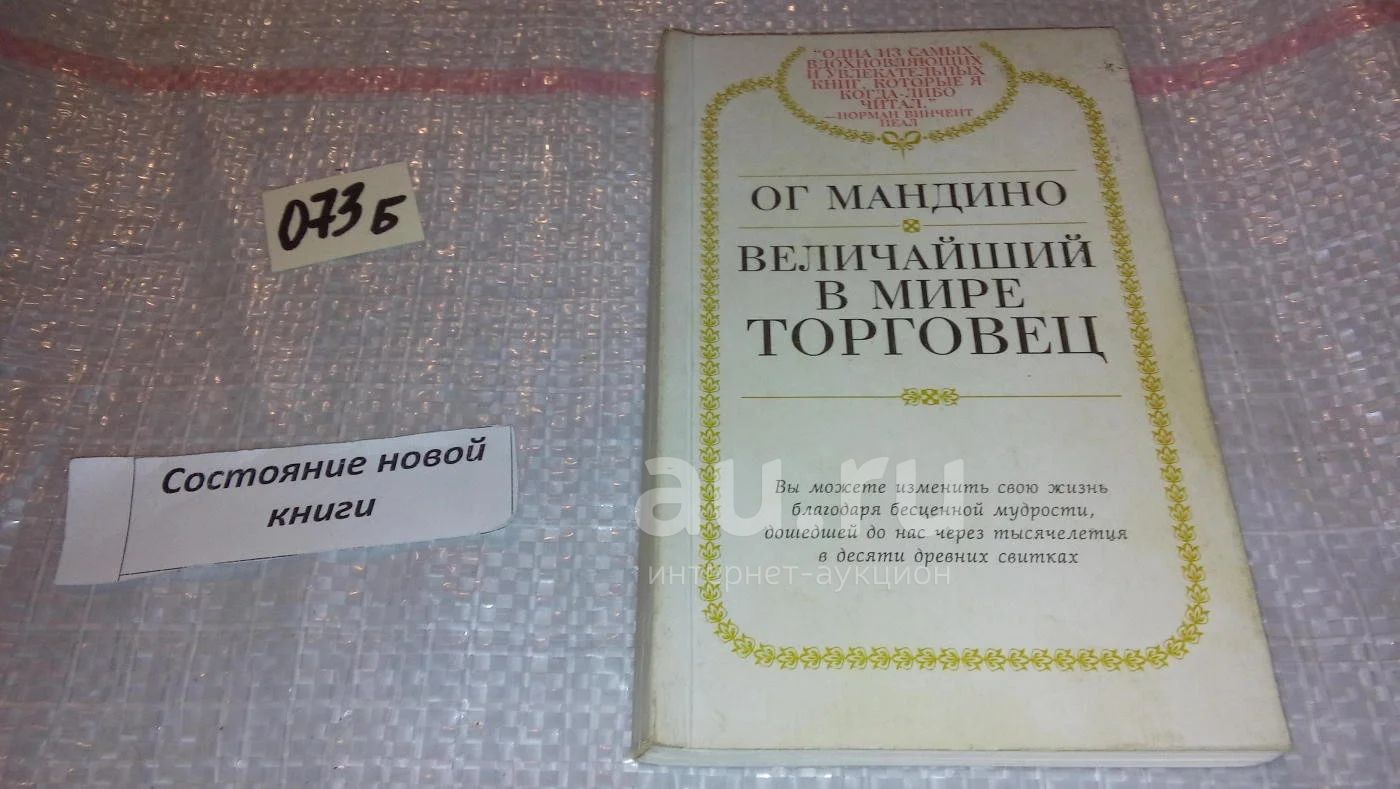 "ОДНА ИЗ САМЫХ
ВДОХНОВЛЯЮЩИХ
И УВЛЕКАТЕЛЬНЫХ
КНИГ, КОТОРЫЕ Я
КОГДА-ЛИБО
ЧИТАЛ."
—НОРМАН ВИНЧЕНТ
ПЕАЛ
ОГ МАНДИНО
ВЕЛИЧАЙШИЙ
В МИРЕ
ТОРГОВЕЦ
Вы можете изменить свою жизнь
благодаря бесценной мудрости,
дошедшей до нас через тысячелетия
в десяти древних свитках
073 Б
Состояние новой
книги
au.ru
интернет-аукцион